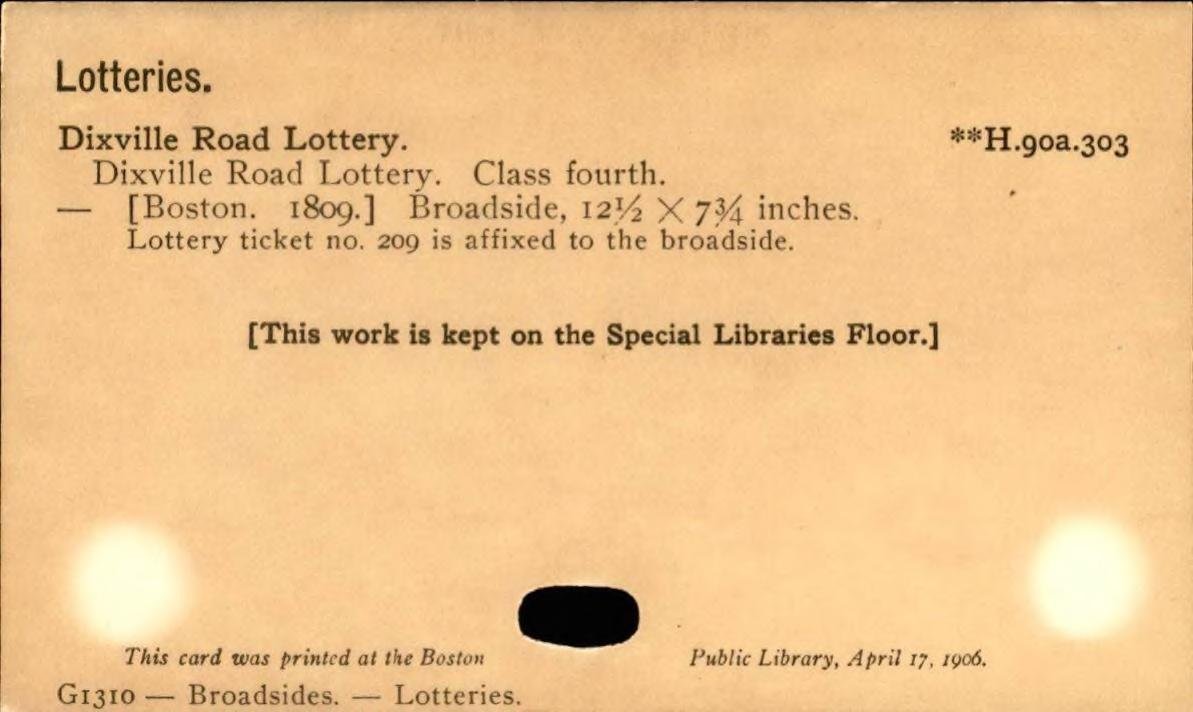 Lotteries.
Dixville Road Lottery. **H.90a.303
Dixville Road Lottery. Class fourth.
— [Boston. 1809.] Broadside, 12½ X 7¾ inches.
Lottery ticket no. 209 is affixed to the broadside.
[This work is kept on the Special Libraries Floor.]
This card was printed at the Boston Public Library, April 17, 1906.
G1310 — Broadsides. — Lotteries.